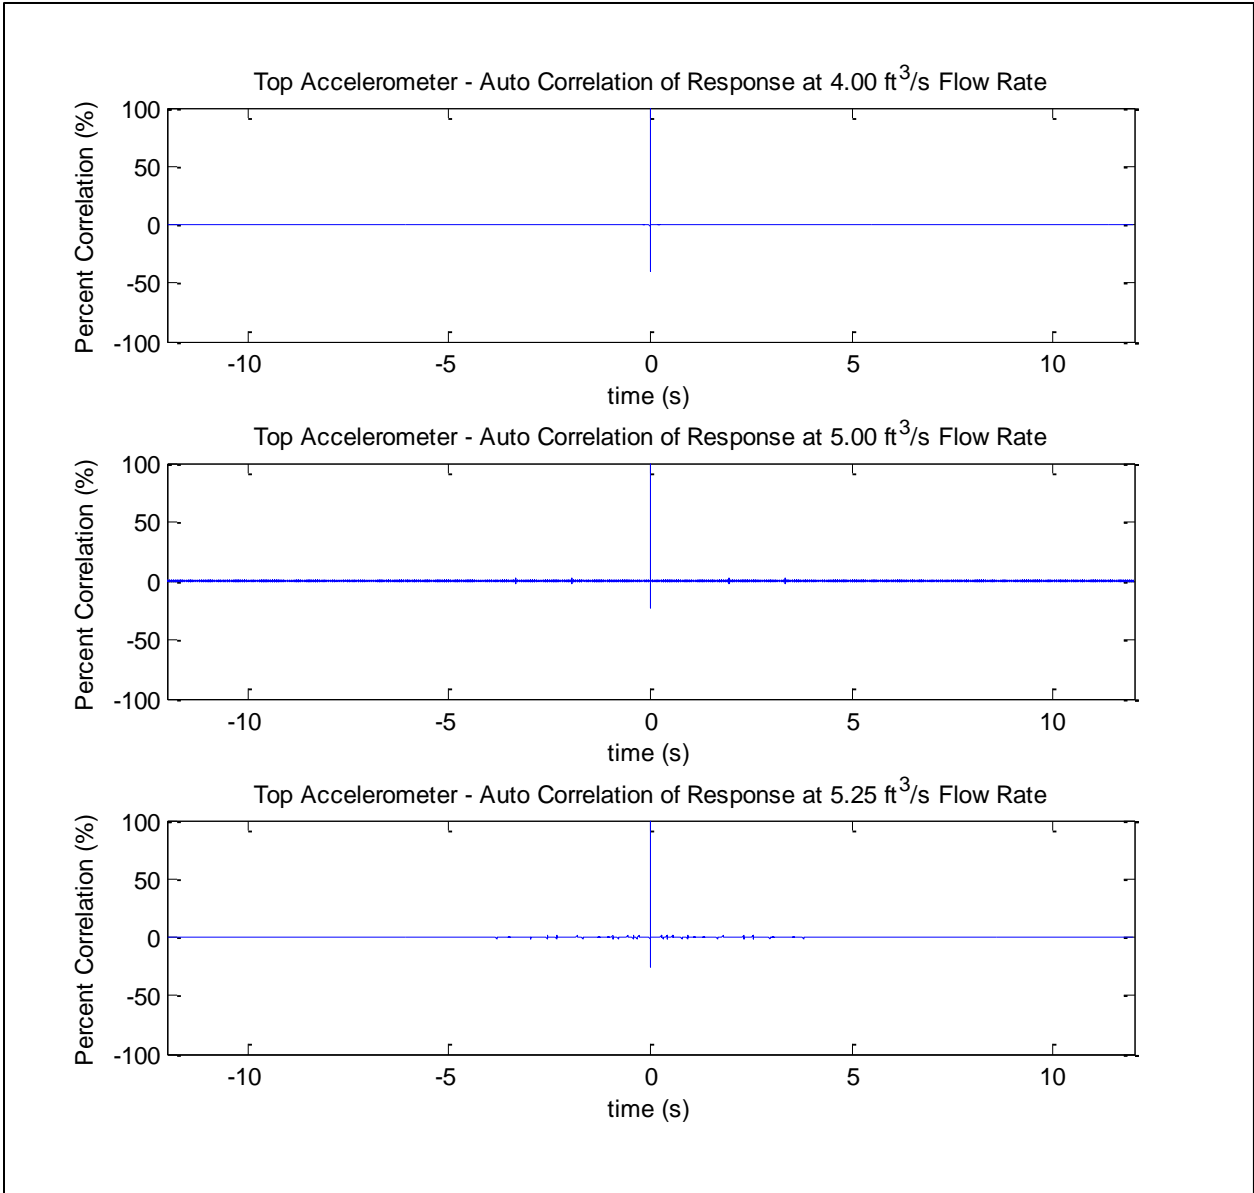 Top Accelerometer - Auto Correlation of Response at 4.00 ft³/s Flow Rate
Percent Correlation (%)
100
50
0
-50
-100
-10 -5 0 5 10
time (s)
Top Accelerometer - Auto Correlation of Response at 5.00 ft³/s Flow Rate
Percent Correlation (%)
100
50
0
-50
-100
-10 -5 0 5 10
time (s)
Top Accelerometer - Auto Correlation of Response at 5.25 ft³/s Flow Rate
Percent Correlation (%)
100
50
0
-50
-100
-10 -5 0 5 10
time (s)